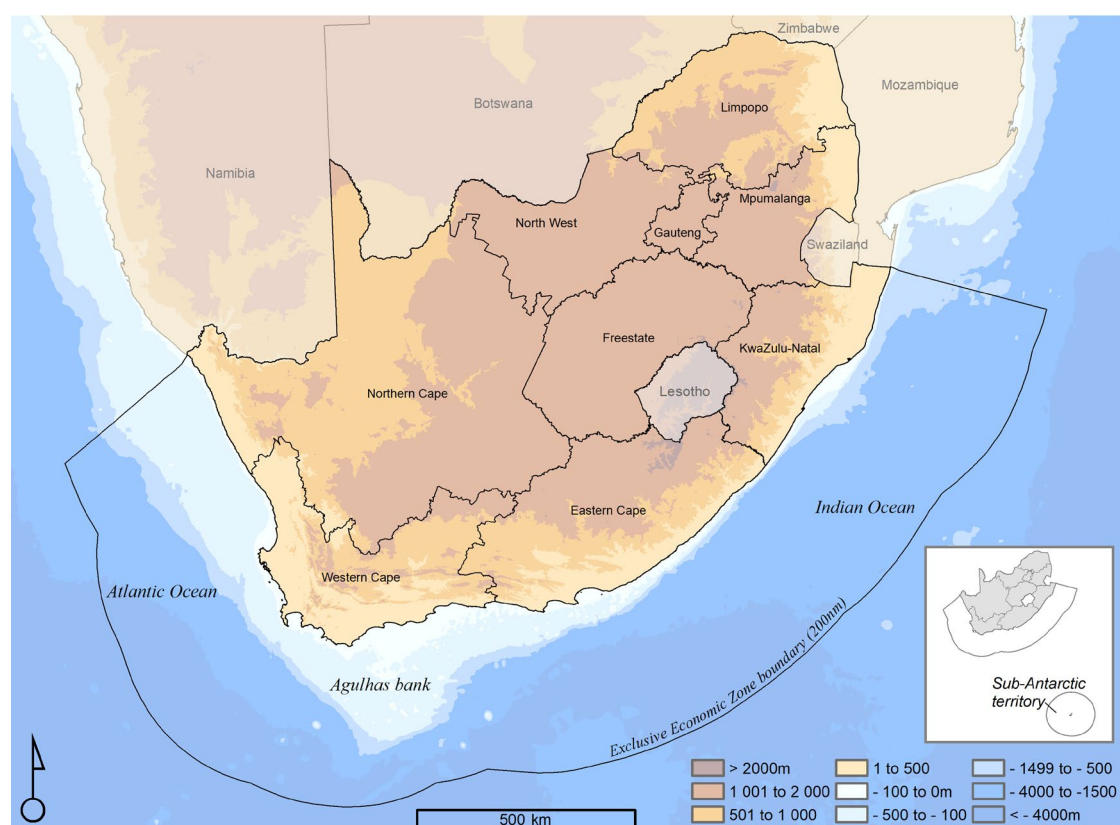 Zimbabwe
Mozambique
Botswana
Limpopo
Namibia
Mpumalanga
North West
Gauteng
Swaziland
Freestate
KwaZulu-Natal
Lesotho
Northern Cape
Indian Ocean
Eastern Cape
Western Cape
Atlantic Ocean
Agulhas bank
Exclusive Economic Zone boundary (200nm)
Sub-Antarctic
territory
> 2000m
1 001 to 2 000
501 to 1 000
1 to 500
- 100 to 0m
- 500 to - 100
- 1499 to - 500
- 4000 to -1500
< - 4000m
500 km